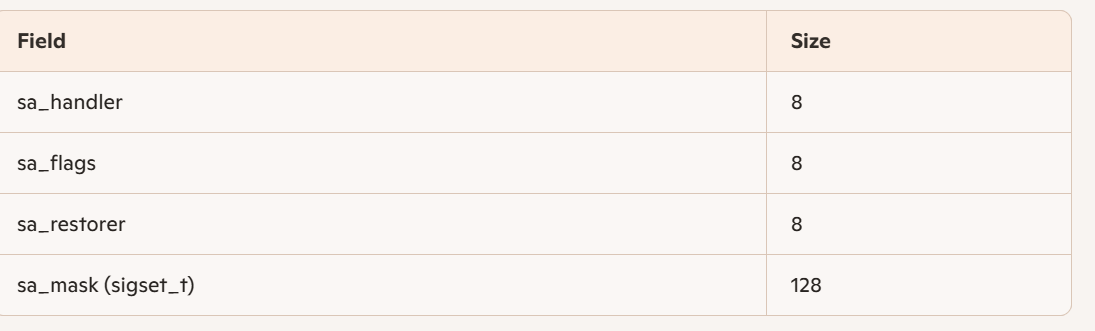 Field Size
sa_handler 8
sa_flags 8
sa_restorer 8
sa_mask (sigset_t) 128